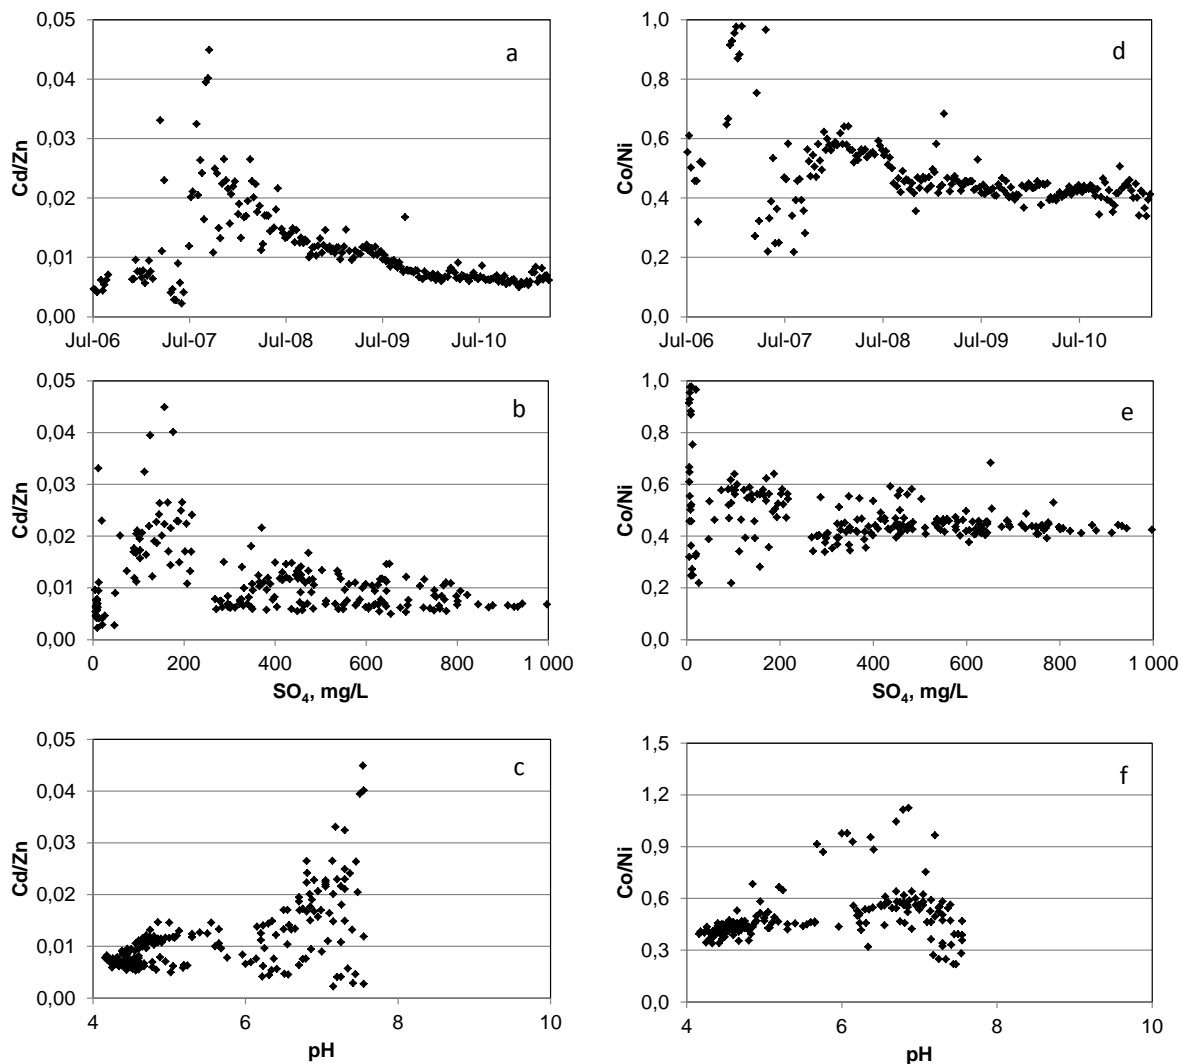 a
Cd/Zn
0,05
0,04
0,03
0,02
0,01
0,00
Jul-06 Jul-07 Jul-08 Jul-09 Jul-10
d
Co/Ni
1,0
0,8
0,6
0,4
0,2
0,0
Jul-06 Jul-07 Jul-08 Jul-09 Jul-10
b
Cd/Zn
0,05
0,04
0,03
0,02
0,01
0,00
0 200 400 600 800 1 000
SO₄, mg/L
e
Co/Ni
1,0
0,8
0,6
0,4
0,2
0,0
0 200 400 600 800 1 000
SO₄, mg/L
c
Cd/Zn
0,05
0,04
0,03
0,02
0,01
0,00
4 6 8 10
pH
f
Co/Ni
1,5
1,2
0,9
0,6
0,3
0,0
4 6 8 10
pH